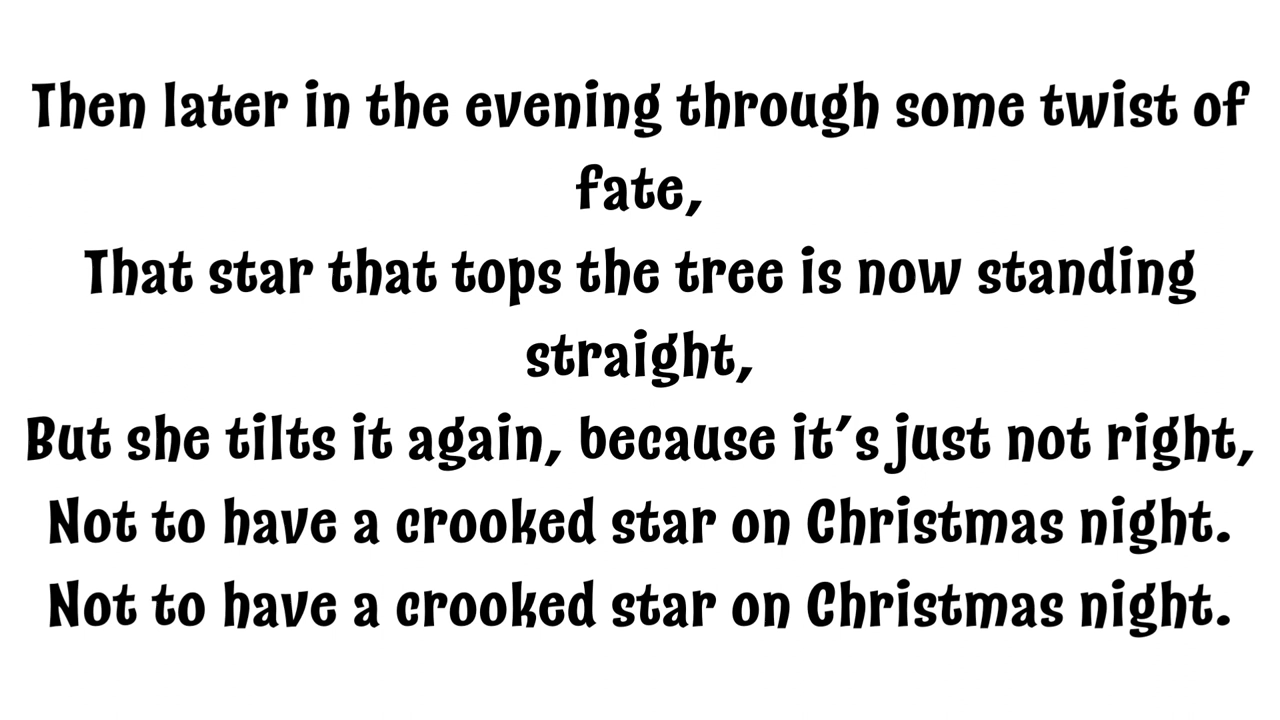 Then later in the evening through some twist of
fate,
That star that tops the tree is now standing
straight,
But she tilts it again, because it's just not right,
Not to have a crooked star on Christmas night.
Not to have a crooked star on Christmas night.